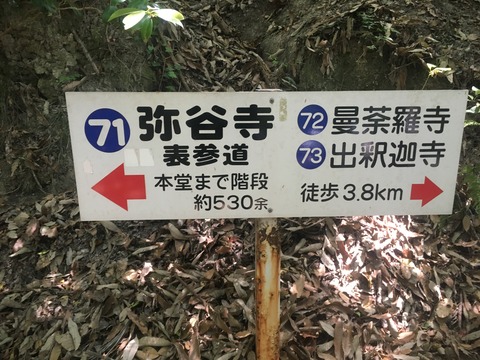 71 弥谷寺
表参道
本堂まで階段
約530余
72 曼荼羅寺
73 出釈迦寺
徒歩3.8km